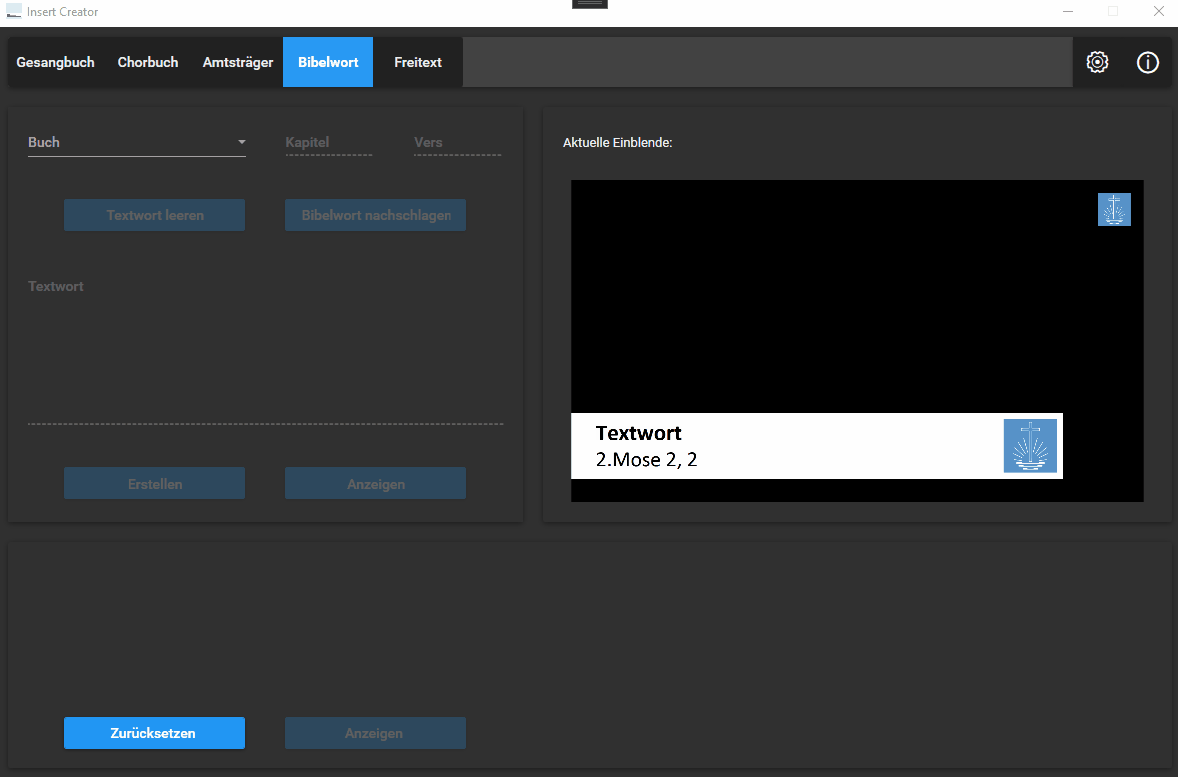 Insert Creator
Gesangbuch Chorbuch Amtsträger Bibelwort Freitext
Buch Kapitel Vers
Textwort leeren Bibelwort nachschlagen
Textwort
Erstellen Anzeigen
Aktuelle Einblende:
Textwort
2.Mose 2, 2
Zurücksetzen Anzeigen